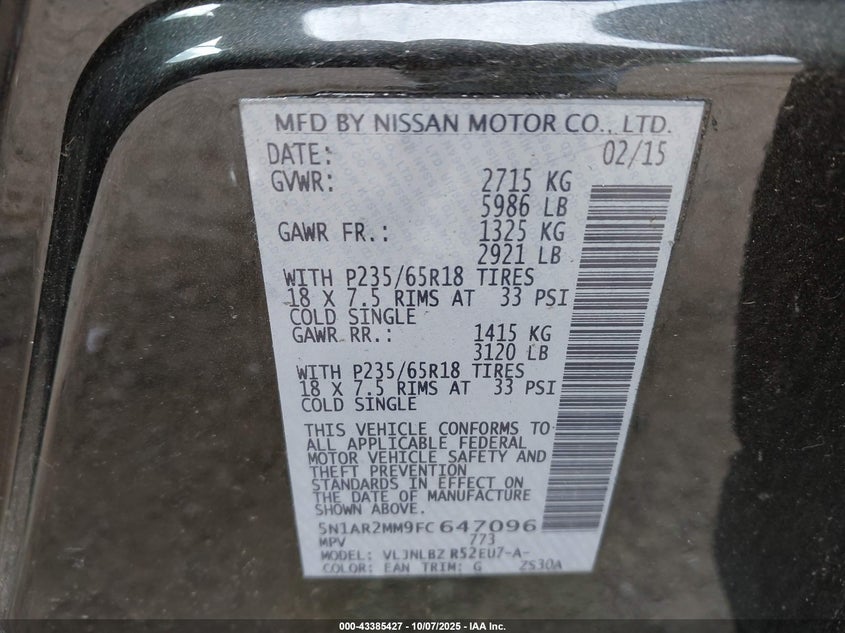 MFD BY NISSAN MOTOR CO., LTD.
DATE: 02/15
GVWR: 2715 KG
5986 LB
GAWR FR.: 1325 KG
2921 LB
WITH P235/65R18 TIRES
18 X 7.5 RIMS AT 33 PSI
COLD SINGLE
GAWR RR.: 1415 KG
3120 LB
WITH P235/65R18 TIRES
18 X 7.5 RIMS AT 33 PSI
COLD SINGLE
THIS VEHICLE CONFORMS TO
ALL APPLICABLE FEDERAL
MOTOR VEHICLE SAFETY AND
THEFT PREVENTION
STANDARDS IN EFFECT ON
THE DATE OF MANUFACTURE
SHOWN ABOVE.
5N1AR2MM9FC647096
MPV 773
MODEL: VLJNLBZ R52EU7-A-
COLOR: EAN TRIM: G 2S30A
000-43385427 - 10/07/2025 - IAA Inc.